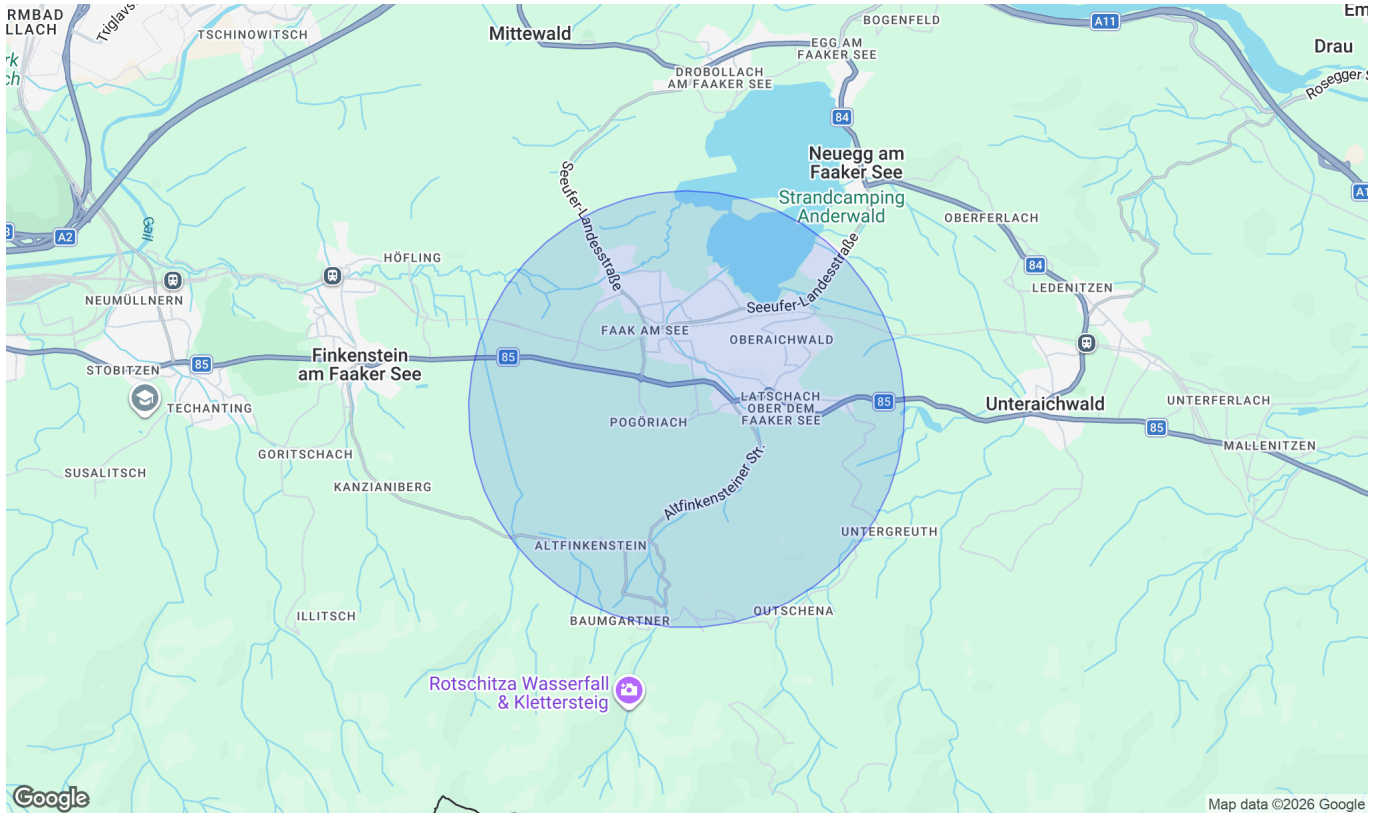 RMBAD
LLACH
Triglavs
TSCHINOWITSCH
rk
ch
Mittewald
BOGENFELD
EGG AM
FAAKER SEE
A11
Em
Drau
DROBOLLACH
AM FAAKER SEE
Rosegger S
84
Neuegg am
Faaker See
Strandcamping
Anderwald
A1
OBERFERLACH
Seeufer-Landesstraße
Gail
3
A2
HÖFLING
84
LEDENITZEN
NEUMÜLLNERN
Seeufer-Landesstraße
FAAK AM SEE
OBERAICHWALD
Finkenstein
am Faaker See
85
85
STOBITZEN
TECHANTING
LATSCHACH
OBER DEM
FAAKER SEE
85
Unteraichwald
UNTERFERLACH
85
POGÖRIACH
MALLENITZEN
GORITSCHACH
SUSALITSCH
KANZIANIBERG
Altfinkensteiner Str.
UNTERGREUTH
ALTFINKENSTEIN
ILLITSCH
BAUMGARTNER
OUTSCHENA
Rotschitza Wasserfall
& Klettersteig
Google
Map data ©2026 Google